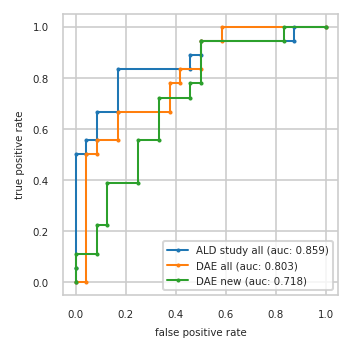 1.0
0.8
0.6
0.4
0.2
0.0
true positive rate
ALD study all (auc: 0.859)
DAE all (auc: 0.803)
DAE new (auc: 0.718)
0.0 0.2 0.4 0.6 0.8 1.0
false positive rate